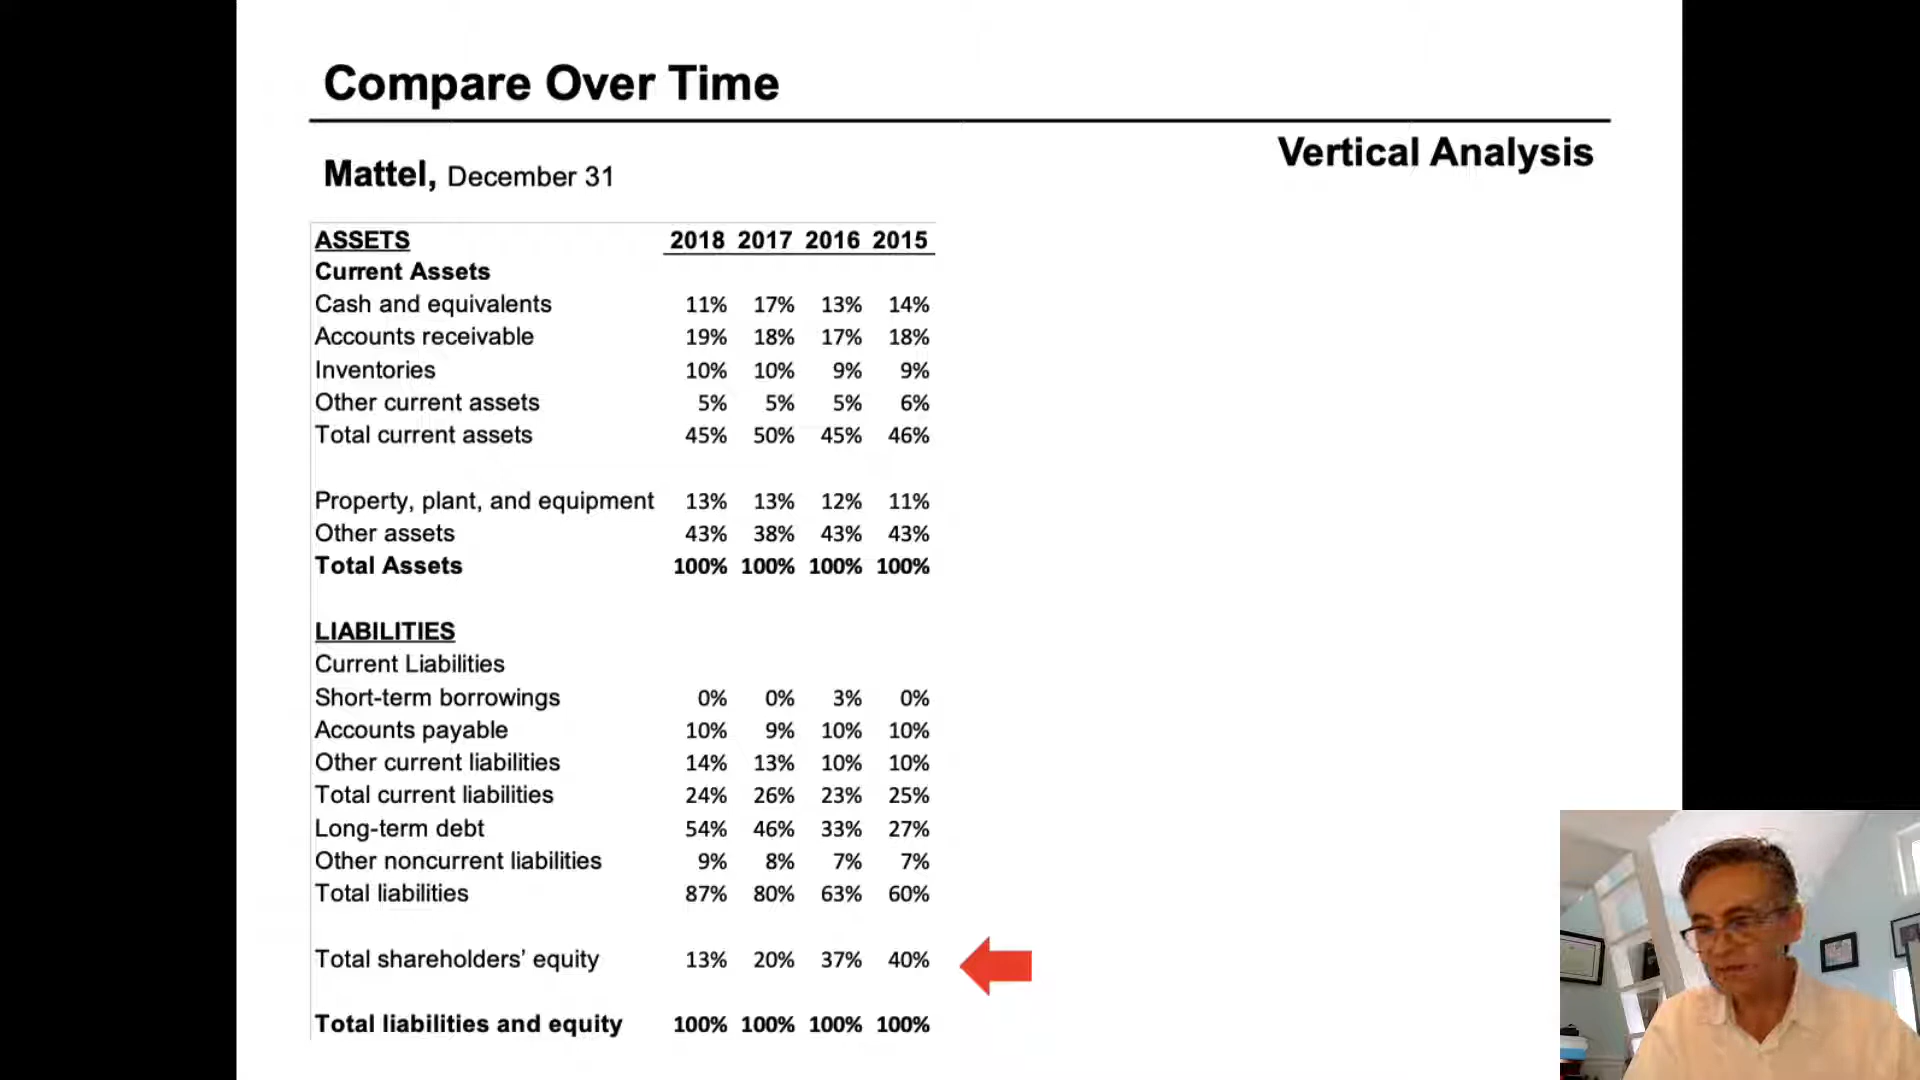 Compare Over Time
Vertical Analysis
Mattel, December 31
ASSETS 2018 2017 2016 2015
Current Assets
Cash and equivalents 11% 17% 13% 14%
Accounts receivable 19% 18% 17% 18%
Inventories 10% 10% 9% 9%
Other current assets 5% 5% 5% 6%
Total current assets 45% 50% 45% 46%
Property, plant, and equipment 13% 13% 12% 11%
Other assets 43% 38% 43% 43%
Total Assets 100% 100% 100% 100%
LIABILITIES
Current Liabilities
Short-term borrowings 0% 0% 3% 0%
Accounts payable 10% 9% 10% 10%
Other current liabilities 14% 13% 10% 10%
Total current liabilities 24% 26% 23% 25%
Long-term debt 54% 46% 33% 27%
Other noncurrent liabilities 9% 8% 7% 7%
Total liabilities 87% 80% 63% 60%
Total shareholders’ equity 13% 20% 37% 40%
Total liabilities and equity 100% 100% 100% 100%